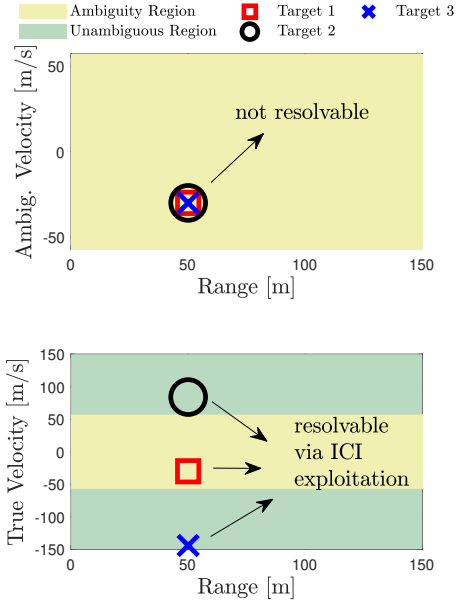 Ambiguity Region Target 1 Target 3
Unambiguous Region Target 2
Ambig. Velocity [m/s]
50
0
-50
not resolvable
0 50 100 150
Range [m]
True Velocity [m/s]
150
100
50
0
-50
-100
-150
resolvable
via ICI
exploitation
0 50 100 150
Range [m]